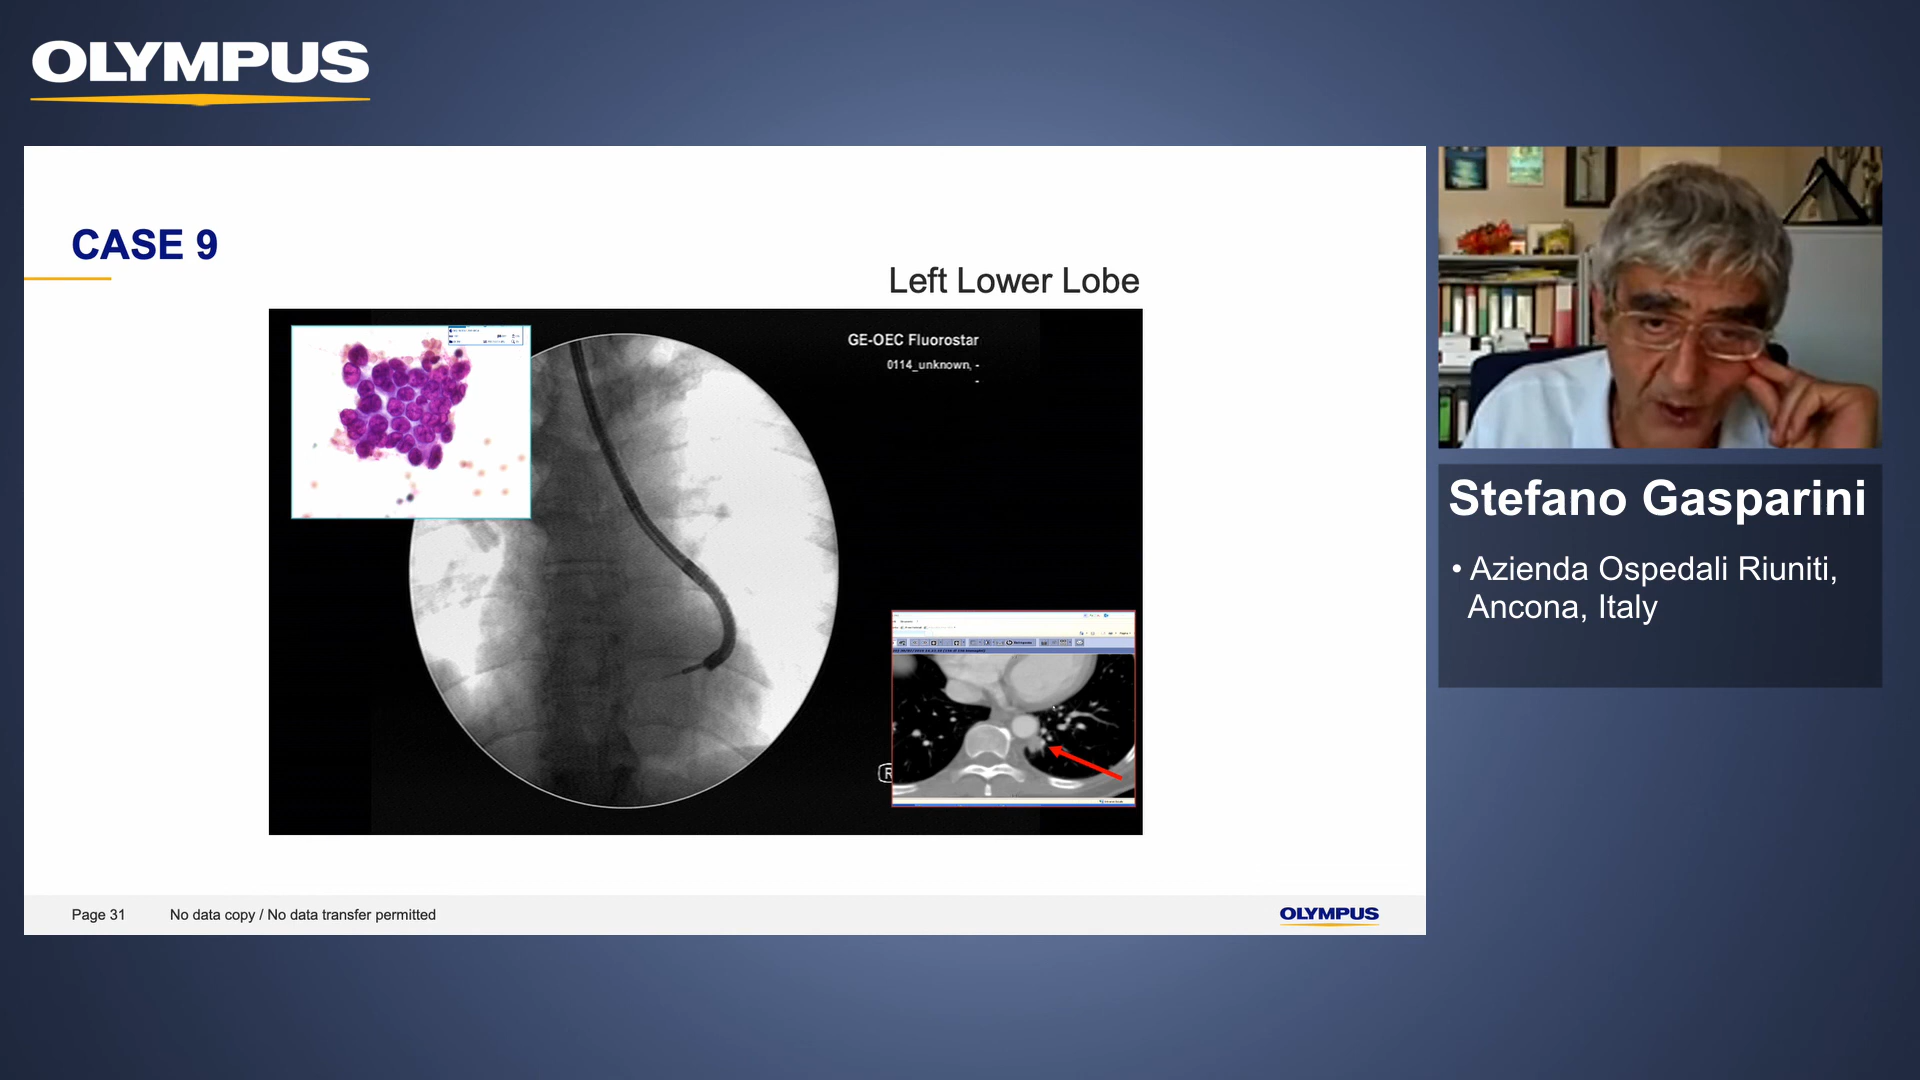 OLYMPUS
CASE 9
Left Lower Lobe
GE-OEC Fluorostar
0114_unknown, -
-
R
Stefano Gasparini
• Azienda Ospedali Riuniti,
Ancona, Italy
Page 31 No data copy / No data transfer permitted
OLYMPUS